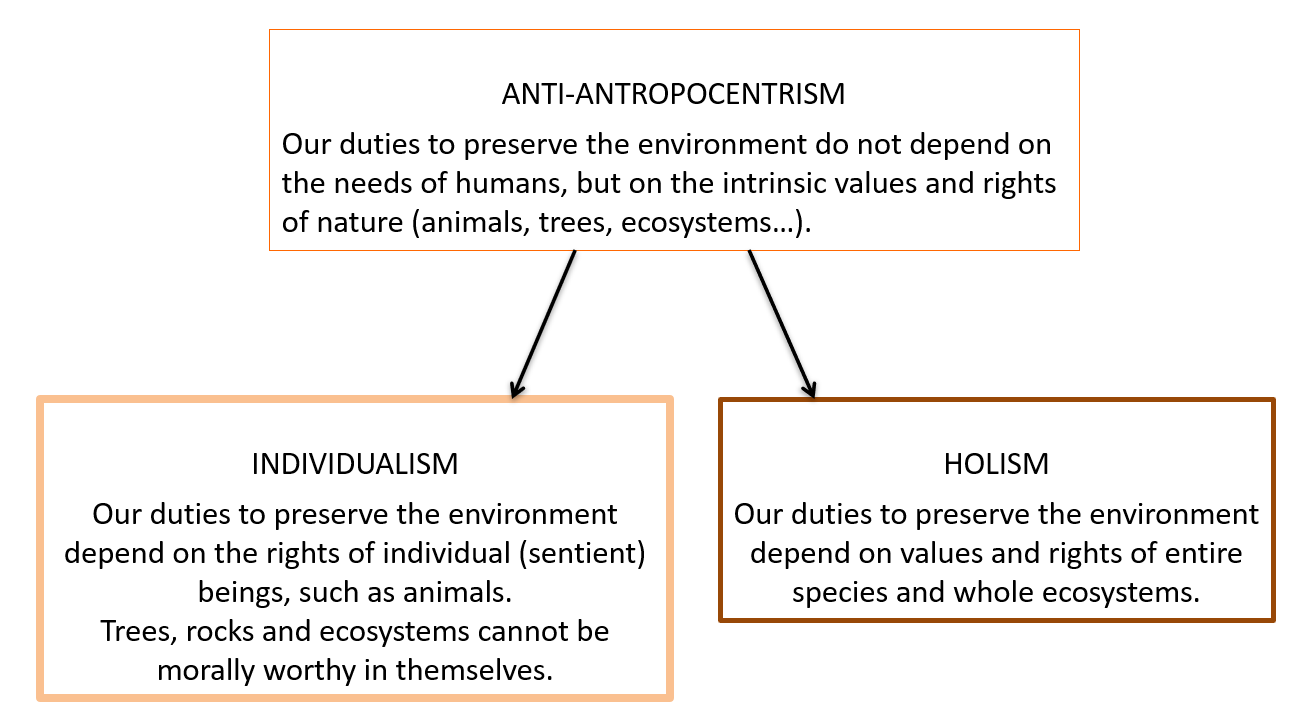 ANTI-ANTROPOCENTRISM
Our duties to preserve the environment do not depend on
the needs of humans, but on the intrinsic values and rights
of nature (animals, trees, ecosystems…).
INDIVIDUALISM
Our duties to preserve the environment
depend on the rights of individual (sentient)
beings, such as animals.
Trees, rocks and ecosystems cannot be
morally worthy in themselves.
HOLISM
Our duties to preserve the environment
depend on values and rights of entire
species and whole ecosystems.